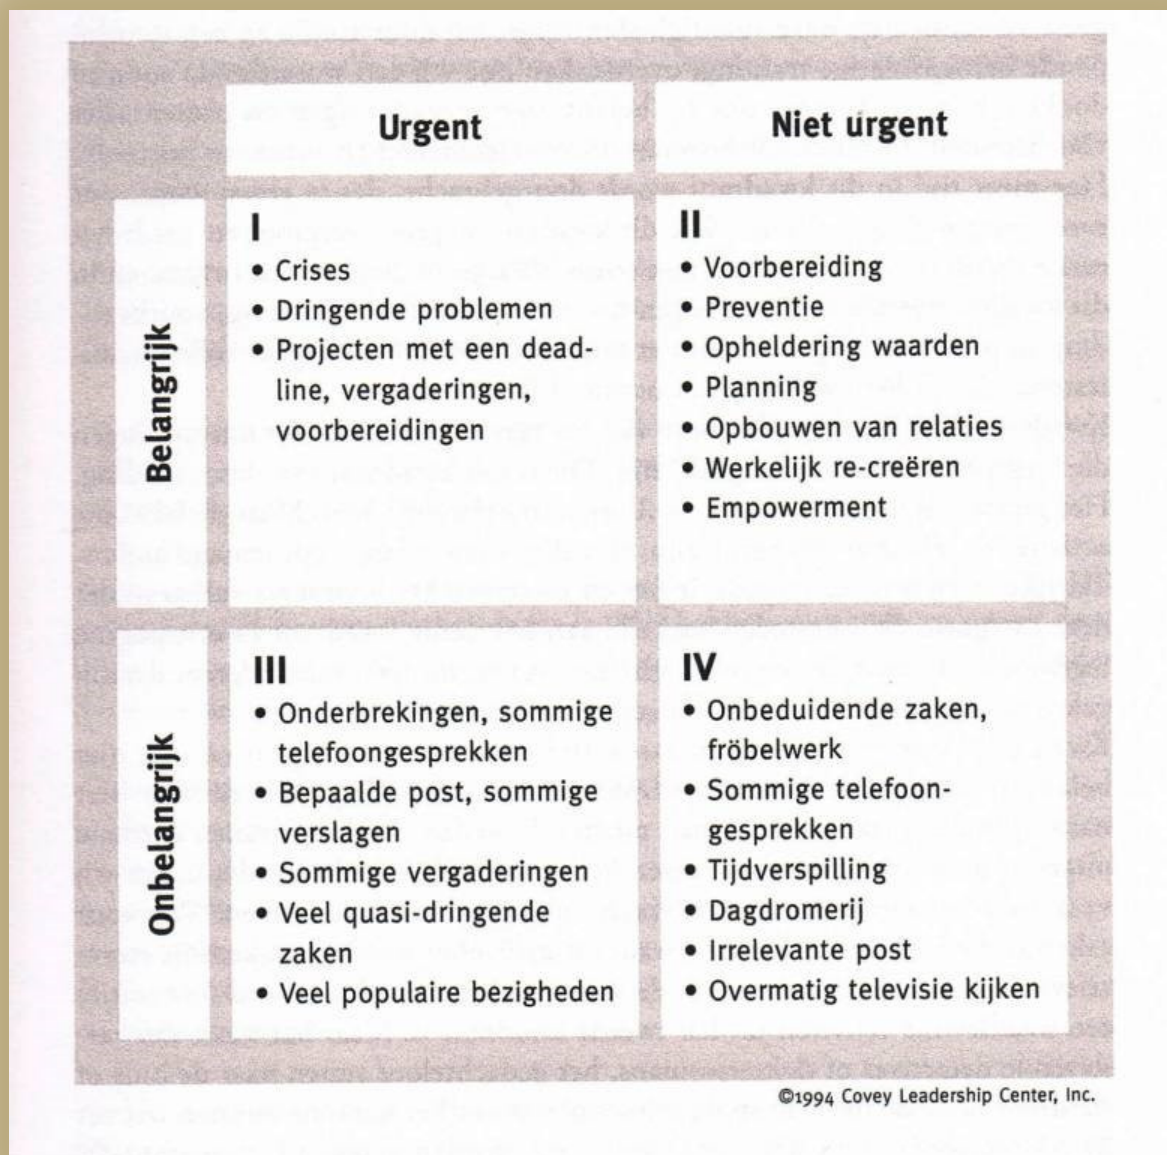 Urgent
Niet urgent
Belangrijk
I
• Crises
• Dringende problemen
• Projecten met een dead-
line, vergaderingen,
voorbereidingen
II
• Voorbereiding
• Preventie
• Opheldering waarden
• Planning
• Opbouwen van relaties
• Werkelijk re-creëren
• Empowerment
Onbelangrijk
III
• Onderbrekingen, sommige
telefoongesprekken
• Bepaalde post, sommige
verslagen
• Sommige vergaderingen
• Veel quasi-dringende
zaken
• Veel populaire bezigheden
IV
• Onbeduidende zaken,
fröbelwerk
• Sommige telefoon-
gesprekken
• Tijdverspilling
• Dagdromerij
• Irrelevante post
• Overmatig televisie kijken
©1994 Covey Leadership Center, Inc.